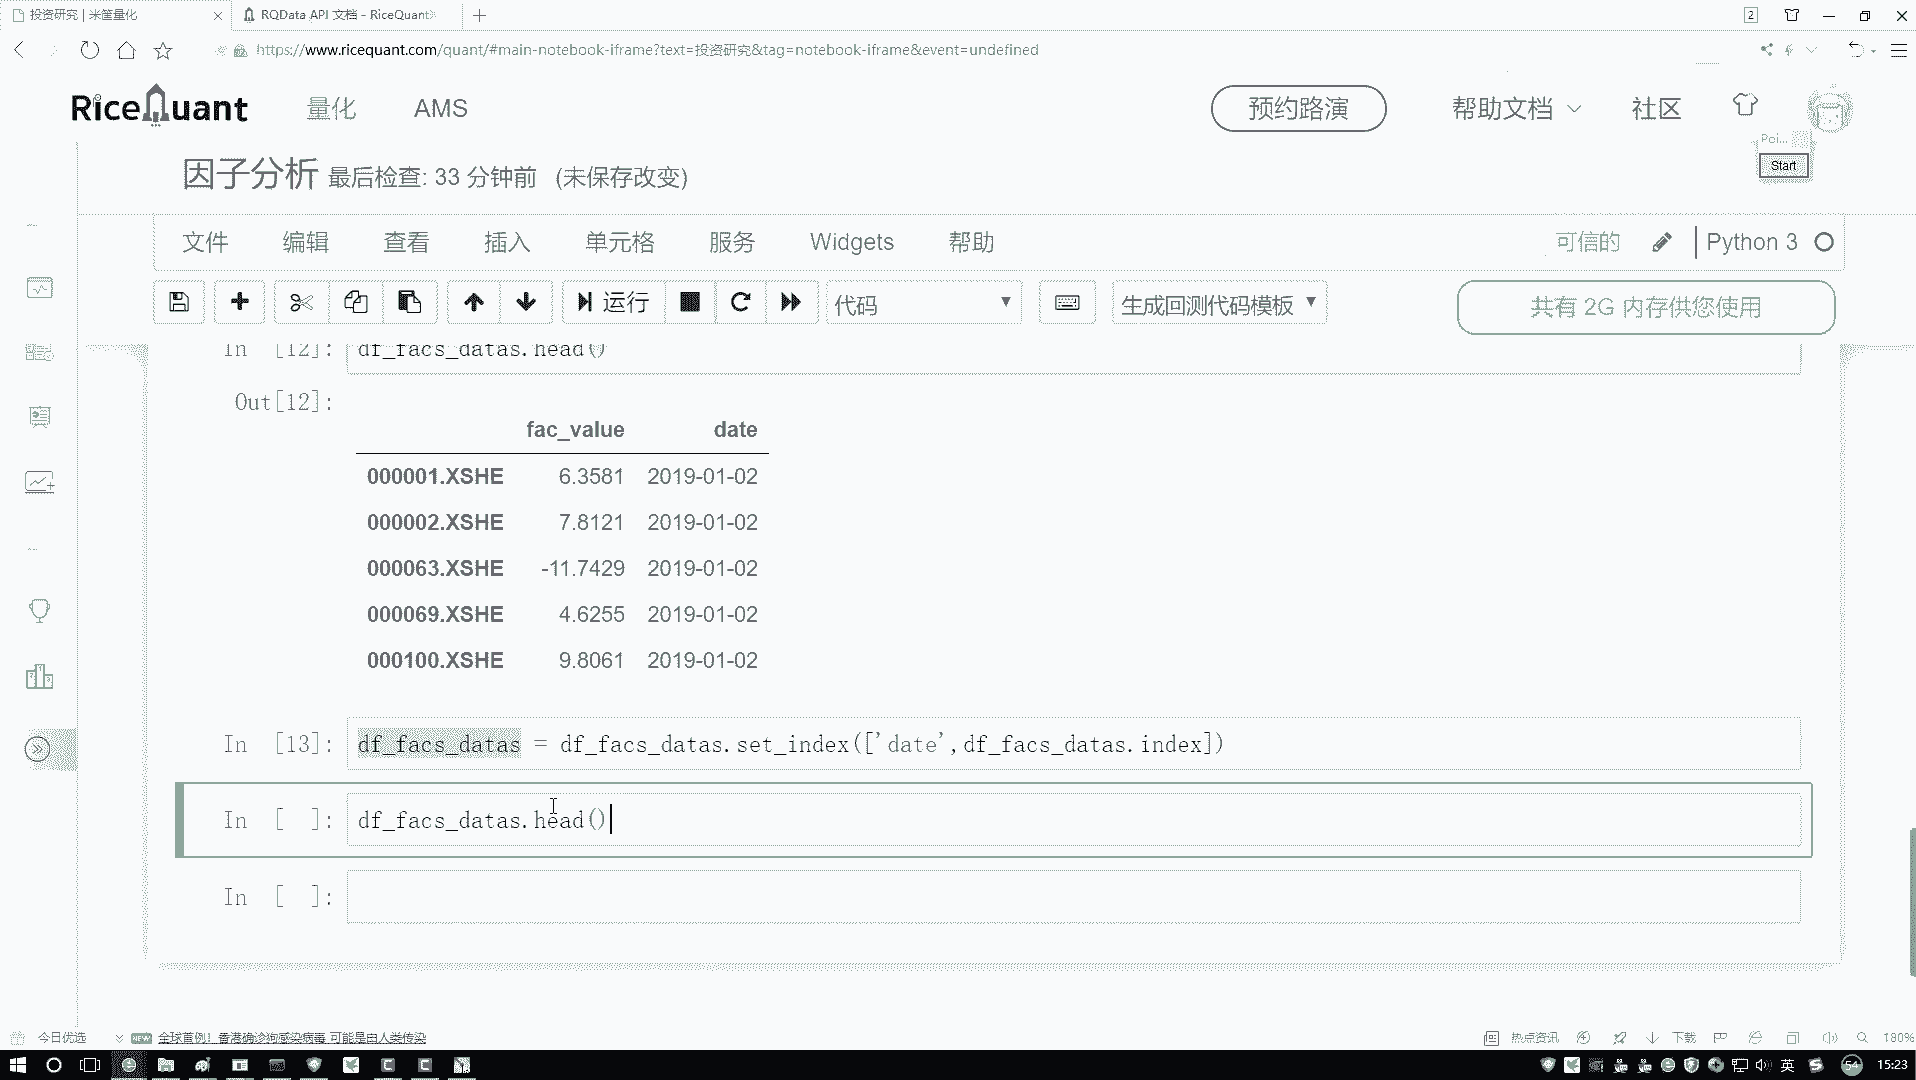 投资研究 | 米筐量化
RQData API 文档 - RiceQuant
2
https://www.ricequant.com/quant/#main-notebook-iframe?text=投资研究&tag=notebook-iframe&event=undefined
RiceQuant
量化
AMS
预约路演
帮助文档
社区
Poi...
Start
因子分析 最后检查: 33 分钟前 (未保存改变)
文件 编辑 查看 插入 单元格 服务 Widgets 帮助
可信的
Python 3
运行
代码
生成回测代码模板
共有 2G 内存供您使用
In [12]: df_facs_datas.head()
Out[12]:
fac_value date
000001.XSHE 6.3581 2019-01-02
000002.XSHE 7.8121 2019-01-02
000063.XSHE -11.7429 2019-01-02
000069.XSHE 4.6255 2019-01-02
000100.XSHE 9.8061 2019-01-02
In [13]: df_facs_datas = df_facs_datas.set_index(['date',df_facs_datas.index])
In [ ]: df_facs_datas.head()
In [ ]:
今日优选
NEW 全球首例！香港确诊狗感染病毒 可能是由人类传染
热点资讯
下载
180%
英
54
15:23